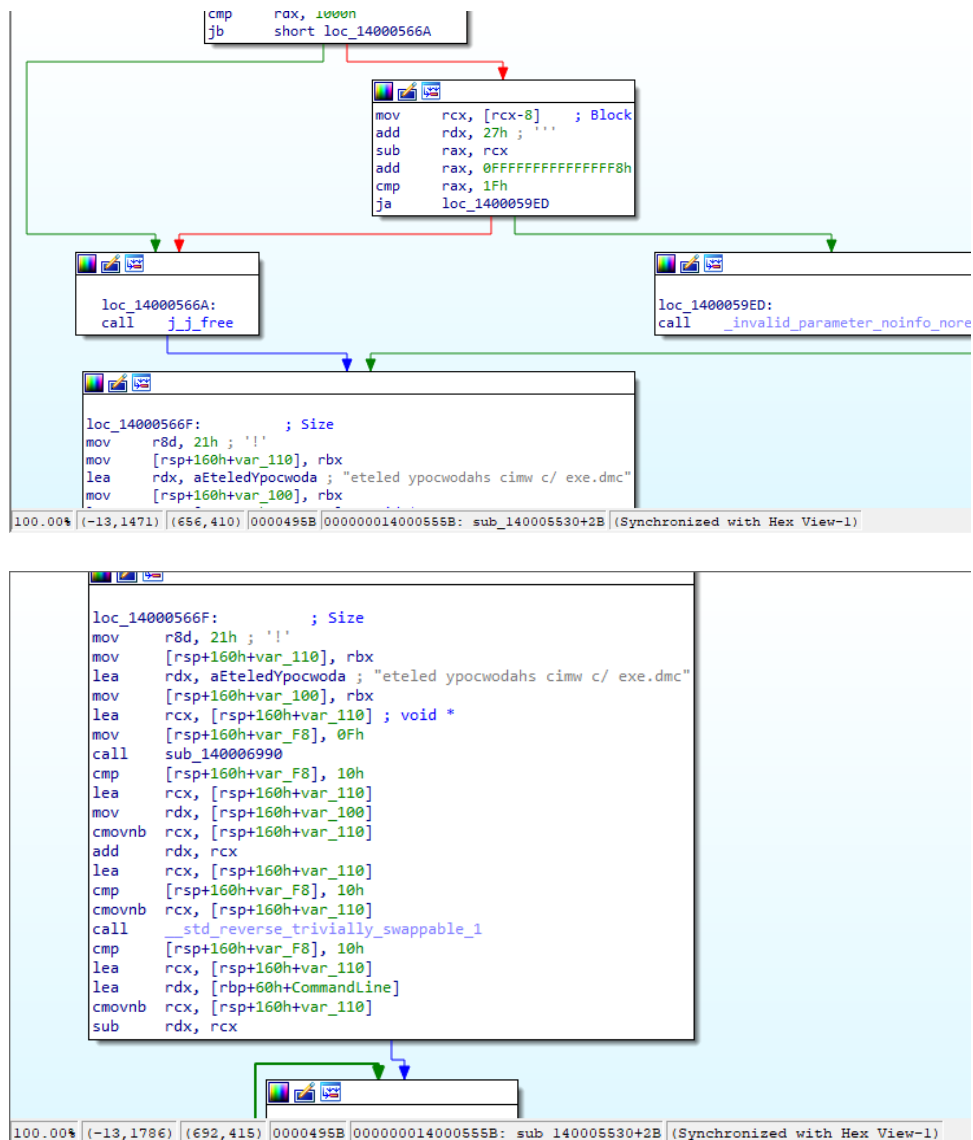 cmp     rdx, 1000h
jb      short loc_14000566A
mov     rcx, [rcx-8]    ; Block
add     rdx, 27h ; '''
sub     rax, rcx
add     rax, 0FFFFFFFFFFFFFFF8h
cmp     rax, 1Fh
ja      loc_1400059ED
loc_14000566A:
call    j_j_free
loc_1400059ED:
call    _invalid_parameter_noinfo_nore
loc_14000566F:          ; Size
mov     r8d, 21h ; '!'
mov     [rsp+160h+var_110], rbx
lea     rdx, aEteledYpocwoda ; "eteled ypocwodahs cimw c/ exe.dmc"
mov     [rsp+160h+var_100], rbx
100.00% (-13,1471) (656,410) 0000495B 000000014000555B: sub_140005530+2B (Synchronized with Hex View-1)
loc_14000566F:          ; Size
mov     r8d, 21h ; '!'
mov     [rsp+160h+var_110], rbx
lea     rdx, aEteledYpocwoda ; "eteled ypocwodahs cimw c/ exe.dmc"
mov     [rsp+160h+var_100], rbx
lea     rcx, [rsp+160h+var_110] ; void *
mov     [rsp+160h+var_F8], 0Fh
call    sub_140006990
cmp     [rsp+160h+var_F8], 10h
lea     rcx, [rsp+160h+var_110]
mov     rdx, [rsp+160h+var_100]
cmovnb  rcx, [rsp+160h+var_110]
add     rdx, rcx
lea     rcx, [rsp+160h+var_110]
cmp     [rsp+160h+var_F8], 10h
cmovnb  rcx, [rsp+160h+var_110]
call    __std_reverse_trivially_swappable_1
cmp     [rsp+160h+var_F8], 10h
lea     rcx, [rsp+160h+var_110]
lea     rdx, [rbp+60h+CommandLine]
cmovnb  rcx, [rsp+160h+var_110]
sub     rdx, rcx
100.00% (-13,1786) (692,415) 0000495B 000000014000555B: sub_140005530+2B (Synchronized with Hex View-1)